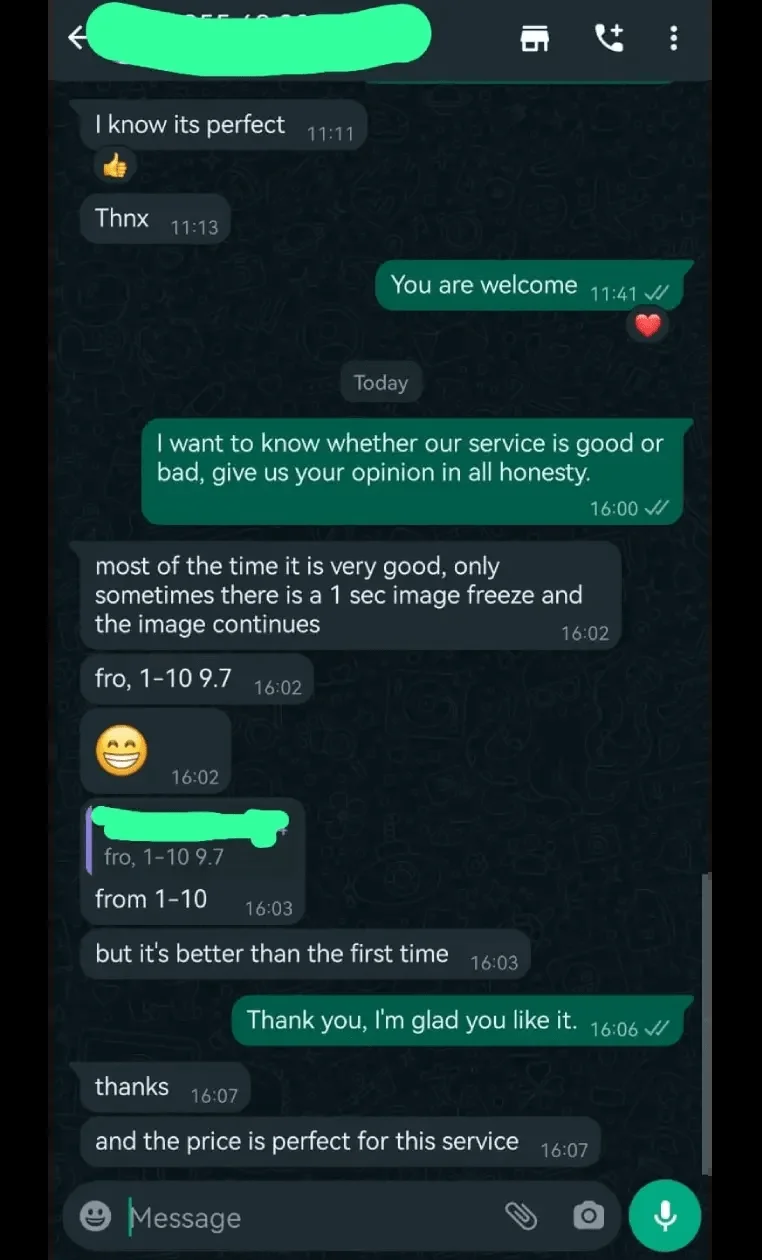 I know its perfect 11:11
👍
Thnx 11:13
You are welcome 11:41
❤️
Today
I want to know whether our service is good or
bad, give us your opinion in all honesty.
16:00
most of the time it is very good, only
sometimes there is a 1 sec image freeze and
the image continues 16:02
fro, 1-10 9.7 16:02
😁
16:02
fro, 1-10 9.7
from 1-10 16:03
but it's better than the first time 16:03
Thank you, I'm glad you like it. 16:06
thanks 16:07
and the price is perfect for this service 16:07
Message